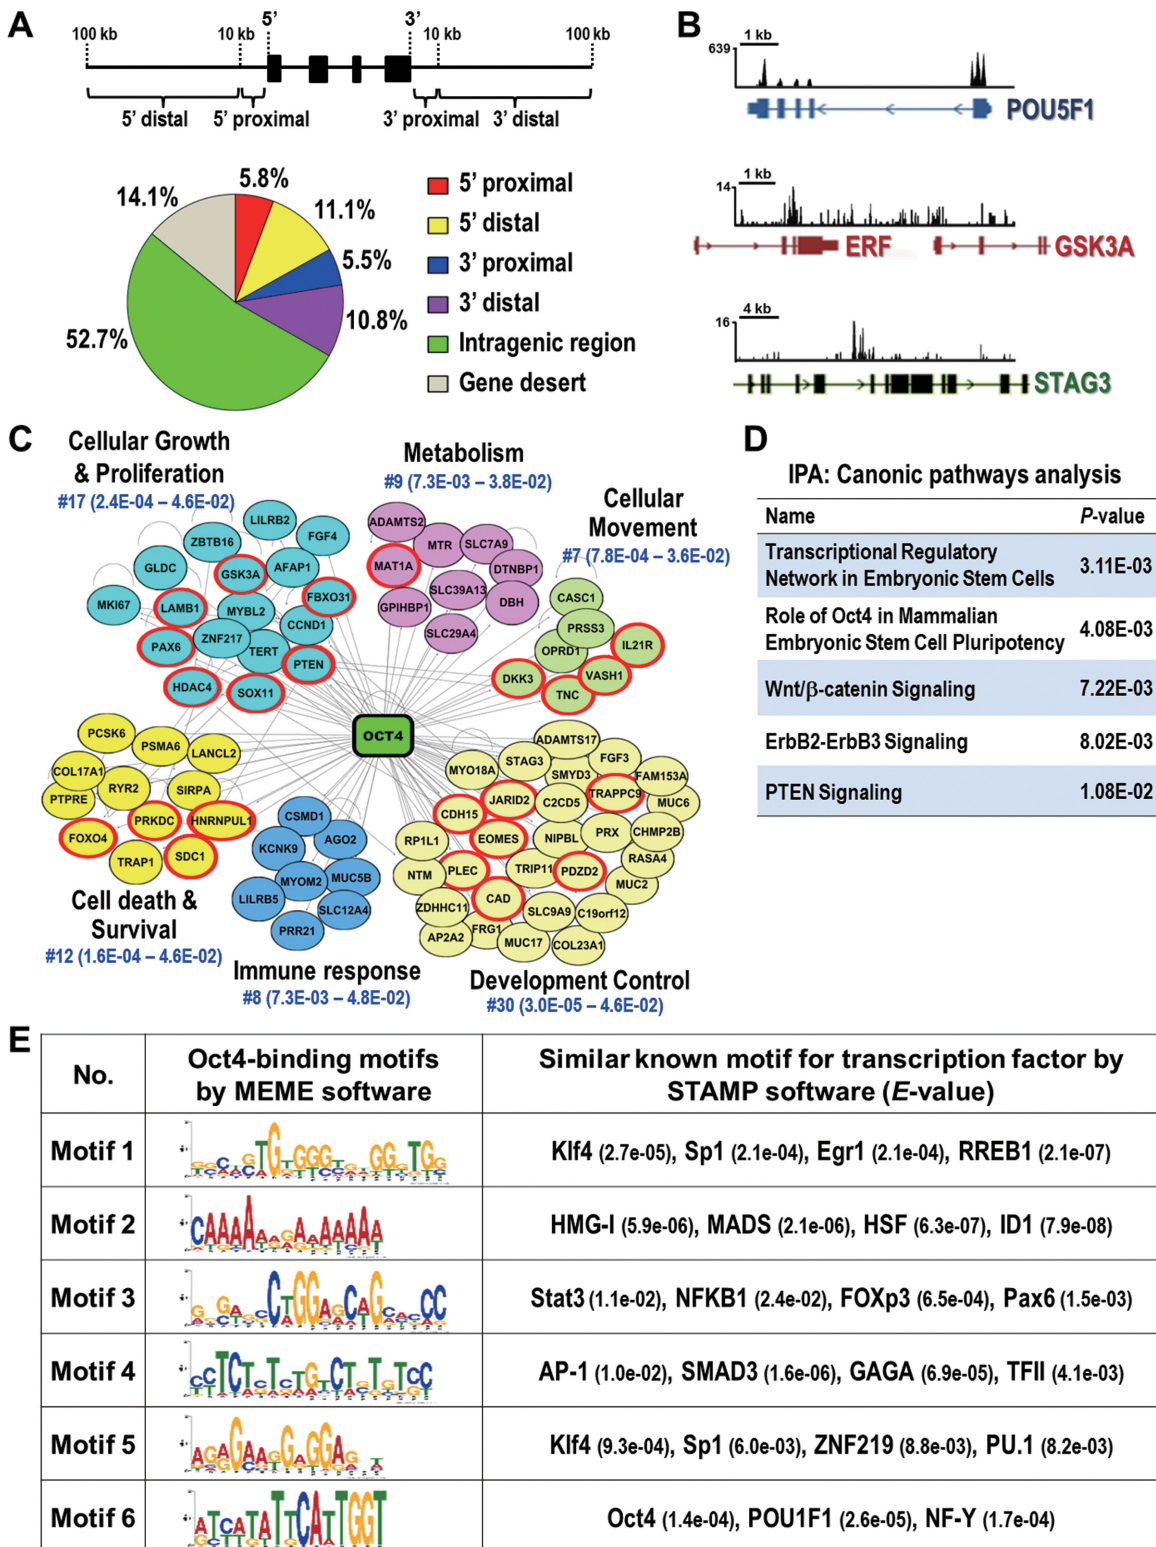 A
100 kb
10 kb
5’
3’
10 kb
100 kb
5’ distal
5’ proximal
3’ proximal
3’ distal
5.8%
11.1%
5.5%
10.8%
52.7%
14.1%
5’ proximal
5’ distal
3’ proximal
3’ distal
Intragenic region
Gene desert
B
1 kb
639
POU5F1
1 kb
14
ERF
GSK3A
4 kb
16
STAG3
C
Cellular Growth
& Proliferation
#17 (2.4E-04 – 4.6E-02)
LILRB2
ZBTB16
FGF4
GLDC
GSK3A
AFAP1
MKI67
LAMB1
MYBL2
FBXO31
CCND1
PAX6
ZNF217
TERT
PTEN
HDAC4
SOX11
Metabolism
#9 (7.3E-03 – 3.8E-02)
ADAMTS2
MTR
SLC7A9
MAT1A
DTNBP1
SLC39A13
GPIHBP1
DBH
SLC29A4
Cellular
Movement
#7 (7.8E-04 – 3.6E-02)
CASC1
PRSS3
OPRD1
IL21R
DKK3
VASH1
TNC
OCT4
PCSK6
PSMA6
LANCL2
COL17A1
RYR2
SIRPA
PTPRE
PRKDC
HNRNPUL1
FOXO4
TRAP1
SDC1
Cell death &
Survival
#12 (1.6E-04 – 4.6E-02)
CSMD1
KCNK9
AGO2
MYOM2
MUC5B
LILRB5
SLC12A4
PRR21
Immune response
#8 (7.3E-03 – 4.8E-02)
ADAMTS17
STAG3
FGF3
MYO18A
SMYD3
FAM153A
JARID2
C2CD5
TRAPPC9
MUC6
CDH15
RP1L1
EOMES
NIPBL
PRX
CHMP2B
RASA4
NTM
PLEC
TRIP11
PDZD2
MUC2
CAD
ZDHHC11
SLC9A9
C19orf12
AP2A2
FRG1
MUC17
COL23A1
Development Control
#30 (3.0E-05 – 4.6E-02)
D
IPA: Canonic pathways analysis
Name P-value
Transcriptional Regulatory
Network in Embryonic Stem Cells 3.11E-03
Role of Oct4 in Mammalian
Embryonic Stem Cell Pluripotency 4.08E-03
Wnt/β-catenin Signaling 7.22E-03
ErbB2-ErbB3 Signaling 8.02E-03
PTEN Signaling 1.08E-02
E
No.
Oct4-binding motifs
by MEME software
Similar known motif for transcription factor by
STAMP software (E-value)
Motif 1
Klf4 (2.7e-05), Sp1 (2.1e-04), Egr1 (2.1e-04), RREB1 (2.1e-07)
Motif 2
HMG-I (5.9e-06), MADS (2.1e-06), HSF (6.3e-07), ID1 (7.9e-08)
Motif 3
Stat3 (1.1e-02), NFKB1 (2.4e-02), FOXp3 (6.5e-04), Pax6 (1.5e-03)
Motif 4
AP-1 (1.0e-02), SMAD3 (1.6e-06), GAGA (6.9e-05), TFII (4.1e-03)
Motif 5
Klf4 (9.3e-04), Sp1 (6.0e-03), ZNF219 (8.8e-03), PU.1 (8.2e-03)
Motif 6
Oct4 (1.4e-04), POU1F1 (2.6e-05), NF-Y (1.7e-04)